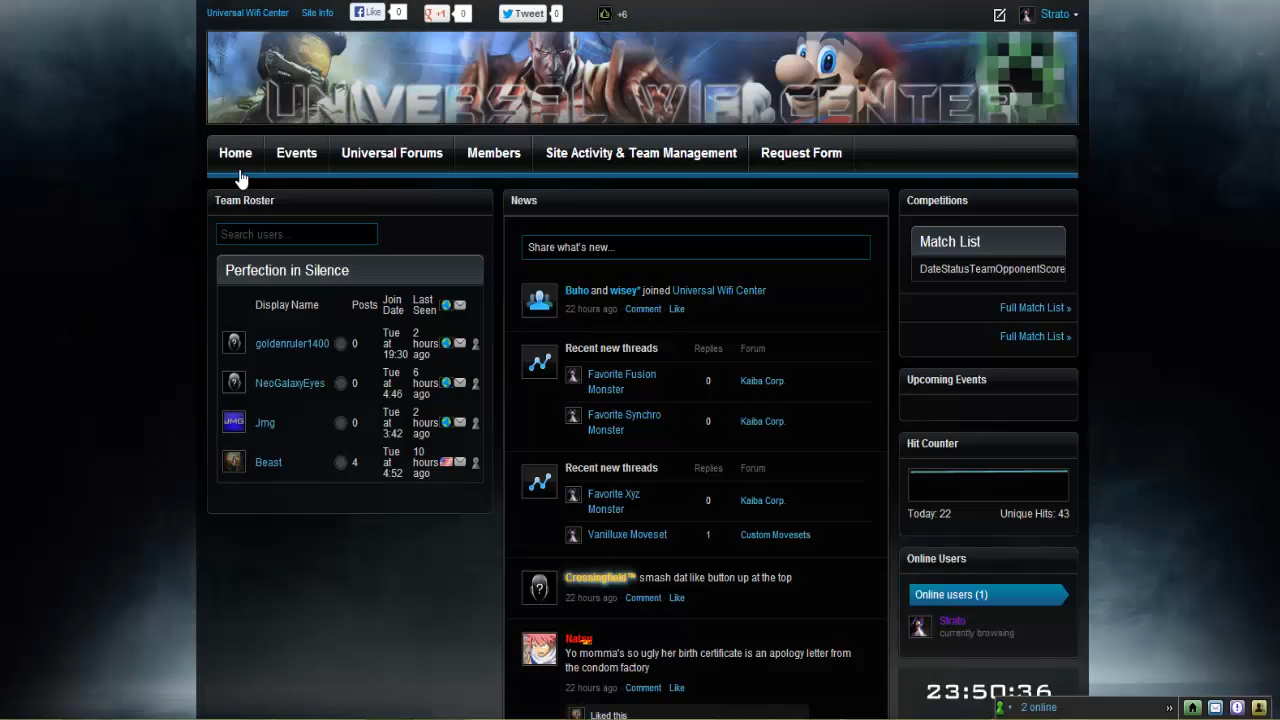 Universal Wifi Center Site Info Like 0 +1 0 Tweet 0 +6 Strato
UNIVERSAL WIFI CENTER
Home Events Universal Forums Members Site Activity & Team Management Request Form
Team Roster
Search users...
Perfection in Silence
Display Name Posts Join Date Last Seen
goldenruler1400 0 Tue at 19:30 2 hours ago
NeoGalaxyEyes 0 Tue at 4:46 6 hours ago
JMG
Jmg 0 Tue at 3:42 2 hours ago
Beast 4 Tue at 4:52 10 hours ago
News
Share what's new...
Buho and wisey* joined Universal Wifi Center
22 hours ago Comment Like
Recent new threads Replies Forum
Favorite Fusion Monster 0 Kaiba Corp.
Favorite Synchro Monster 0 Kaiba Corp.
Recent new threads Replies Forum
Favorite Xyz Monster 0 Kaiba Corp.
Vanilluxe Moveset 1 Custom Movesets
Crossingfield™ smash dat like button up at the top
22 hours ago Comment Like
Natsu
Yo momma's so ugly her birth certificate is an apology letter from
the condom factory
22 hours ago Comment Like
Liked this
Competitions
Match List
DateStatusTeamOpponentScore
Full Match List »
Full Match List »
Upcoming Events
Hit Counter
Today: 22 Unique Hits: 43
Online Users
Online users (1)
Strato
currently browsing
23:50:36
2 online »